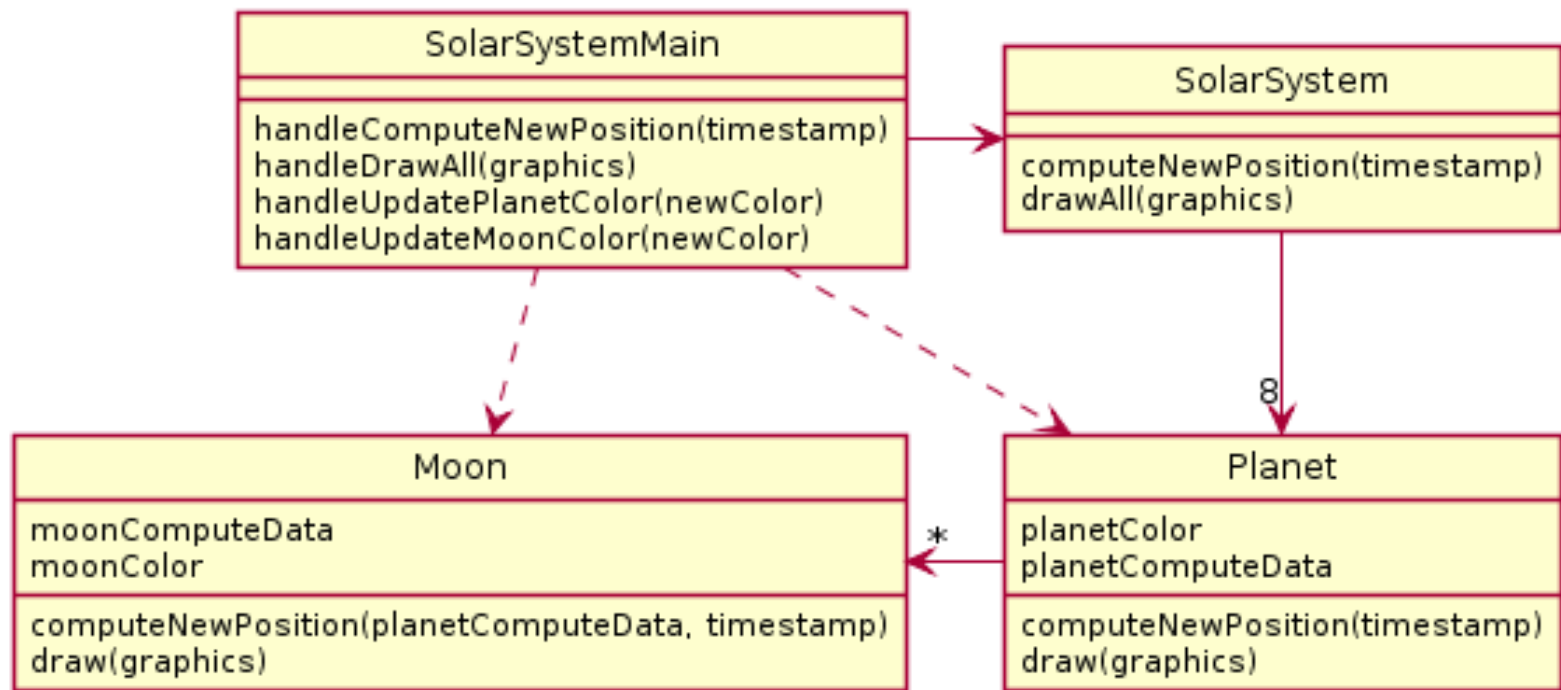 SolarSystemMain
handleComputeNewPosition(timestamp)
handleDrawAll(graphics)
handleUpdatePlanetColor(newColor)
handleUpdateMoonColor(newColor)
SolarSystem
computeNewPosition(timestamp)
drawAll(graphics)
8
Moon
moonComputeData
moonColor
computeNewPosition(planetComputeData, timestamp)
draw(graphics)
*
Planet
planetColor
planetComputeData
computeNewPosition(timestamp)
draw(graphics)